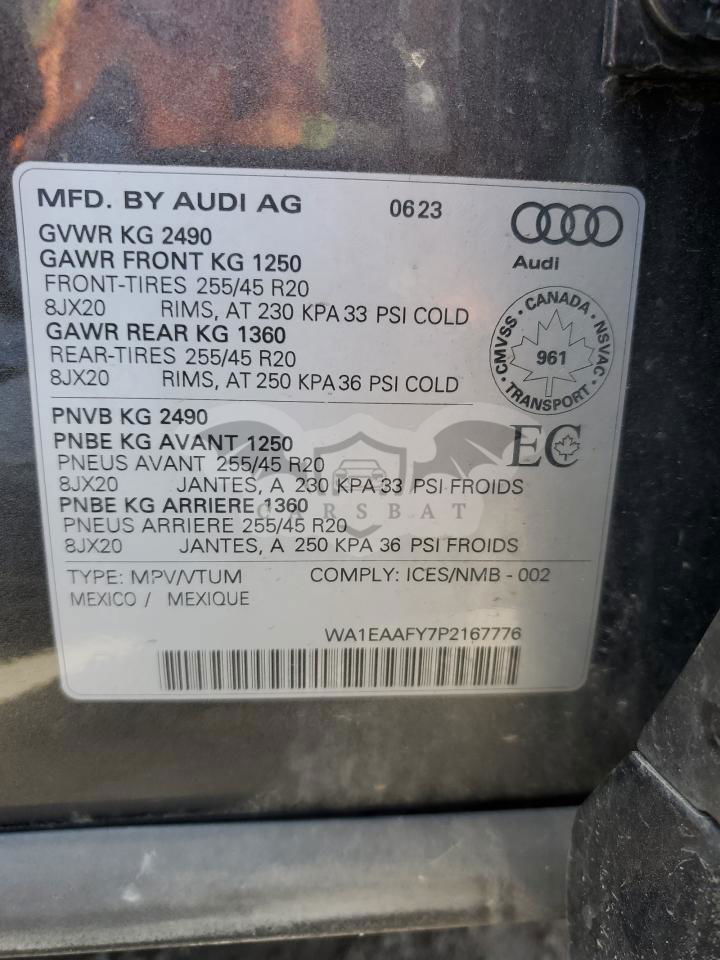 MFD. BY AUDI AG 0623
GVWR KG 2490
GAWR FRONT KG 1250
FRONT-TIRES 255/45 R20
8JX20 RIMS, AT 230 KPA 33 PSI COLD
GAWR REAR KG 1360
REAR-TIRES 255/45 R20
8JX20 RIMS, AT 250 KPA 36 PSI COLD
Audi
CMVSS · CANADA · NSVAC · TRANSPORT ·
961
PNVB KG 2490
PNBE KG AVANT 1250
PNEUS AVANT 255/45 R20
8JX20 JANTES, A 230 KPA 33 PSI FROIDS
PNBE KG ARRIERE 1360
PNEUS ARRIERE 255/45 R20
8JX20 JANTES, A 250 KPA 36 PSI FROIDS
EC
CARSBAT
TYPE: MPV/VTUM COMPLY: ICES/NMB - 002
MEXICO / MEXIQUE
WA1EAAFY7P2167776